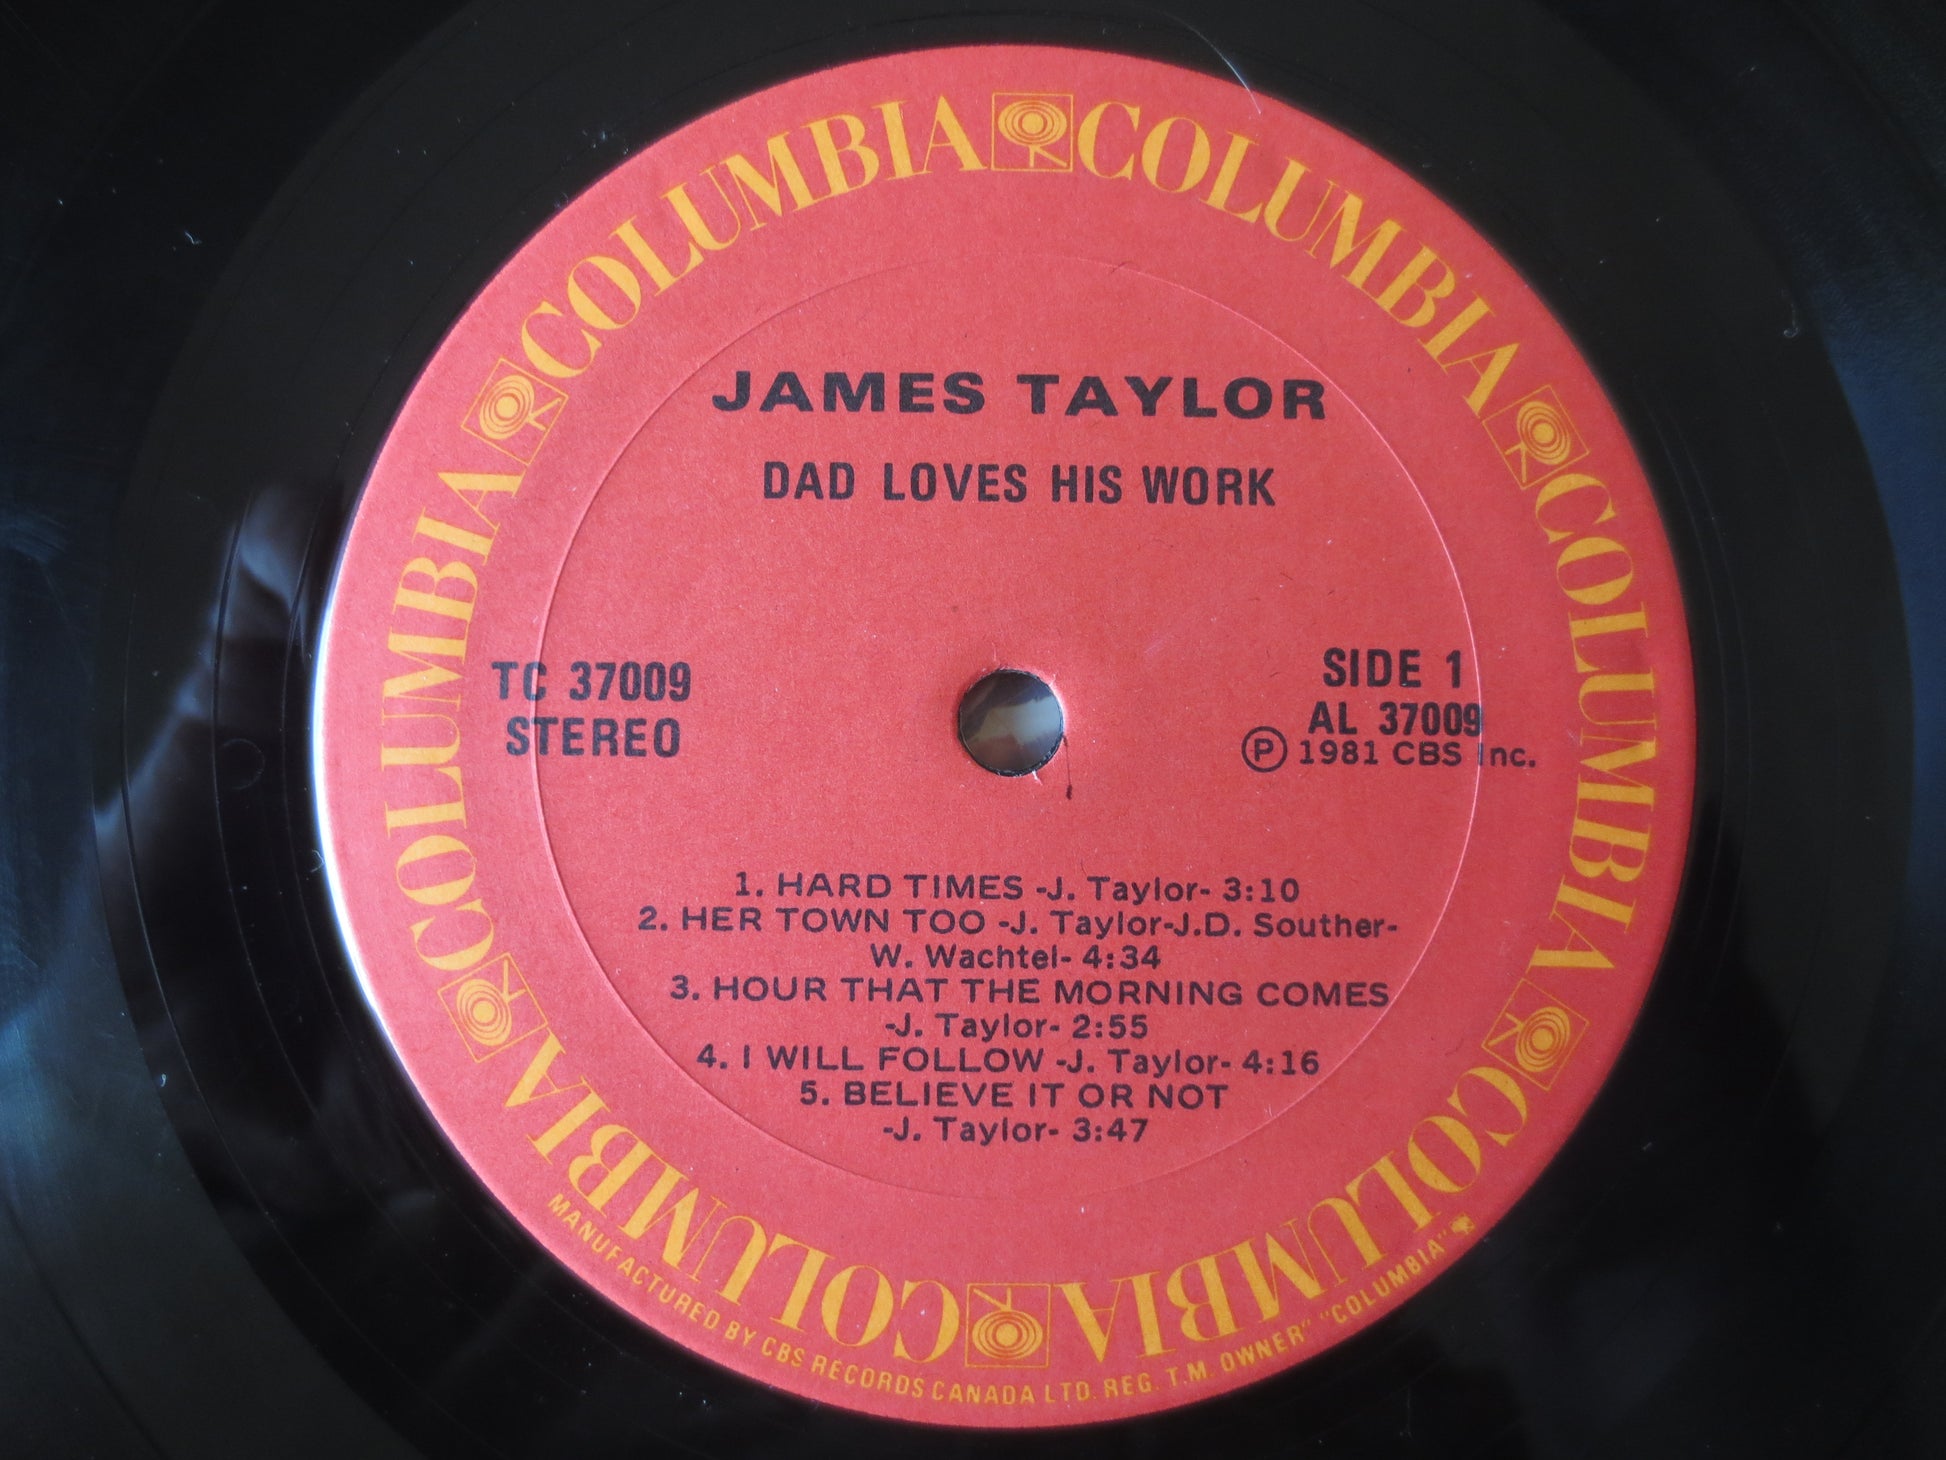 COLUMBIA COLUMBIA COLUMBIA COLUMBIA COLUMBIA COLUMBIA
JAMES TAYLOR
DAD LOVES HIS WORK
TC 37009
STEREO
SIDE 1
AL 37009
Ⓟ 1981 CBS Inc.
1. HARD TIMES -J. Taylor- 3:10
2. HER TOWN TOO -J. Taylor-J.D. Souther-
W. Wachtel- 4:34
3. HOUR THAT THE MORNING COMES
-J. Taylor- 2:55
4. I WILL FOLLOW -J. Taylor- 4:16
5. BELIEVE IT OR NOT
-J. Taylor- 3:47
MANUFACTURED BY CBS RECORDS CANADA LTD. REG. T.M. OWNER" "COLUMBIA"